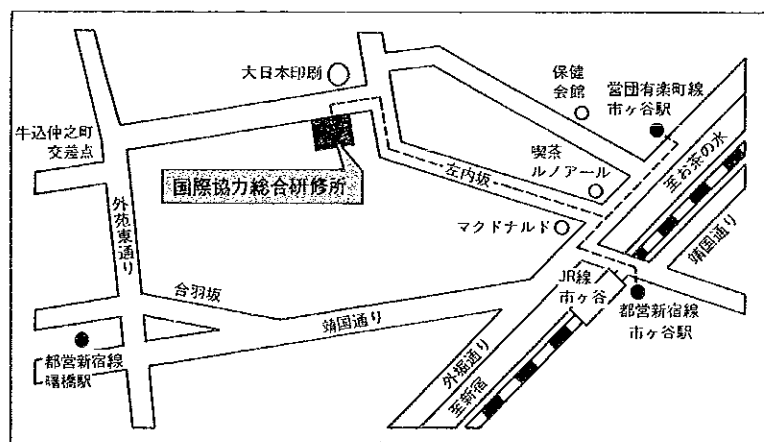 大日本印刷
保健
会館
営団有楽町線
市ヶ谷駅
牛込仲之町
交差点
喫茶
ルノアール
至お茶の水
国際協力総合研修所
左内坂
外苑東通り
マクドナルド
靖国通り
合羽坂
JR線
市ヶ谷
靖国通り
都営新宿線
市ヶ谷駅
都営新宿線
曙橋駅
外堀通り
至新宿